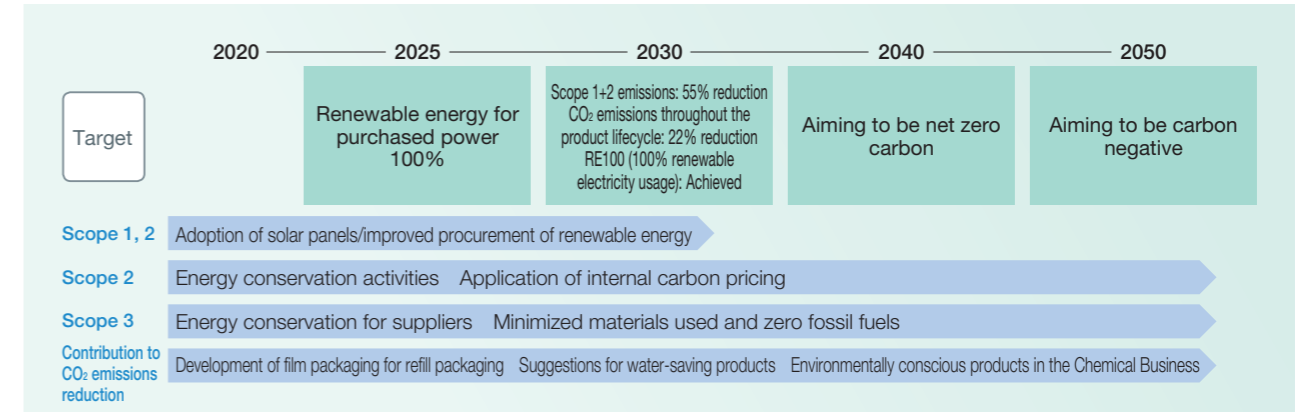 2020 2025 2030 2040 2050
Target
Renewable energy for
purchased power
100%
Scope 1+2 emissions: 55% reduction
CO₂ emissions throughout the
product lifecycle: 22% reduction
RE100 (100% renewable
electricity usage): Achieved
Aiming to be net zero
carbon
Aiming to be carbon
negative
Scope 1, 2
Adoption of solar panels/improved procurement of renewable energy
Scope 2
Energy conservation activities Application of internal carbon pricing
Scope 3
Energy conservation for suppliers Minimized materials used and zero fossil fuels
Contribution to
CO₂ emissions
reduction
Development of film packaging for refill packaging Suggestions for water-saving products Environmentally conscious products in the Chemical Business